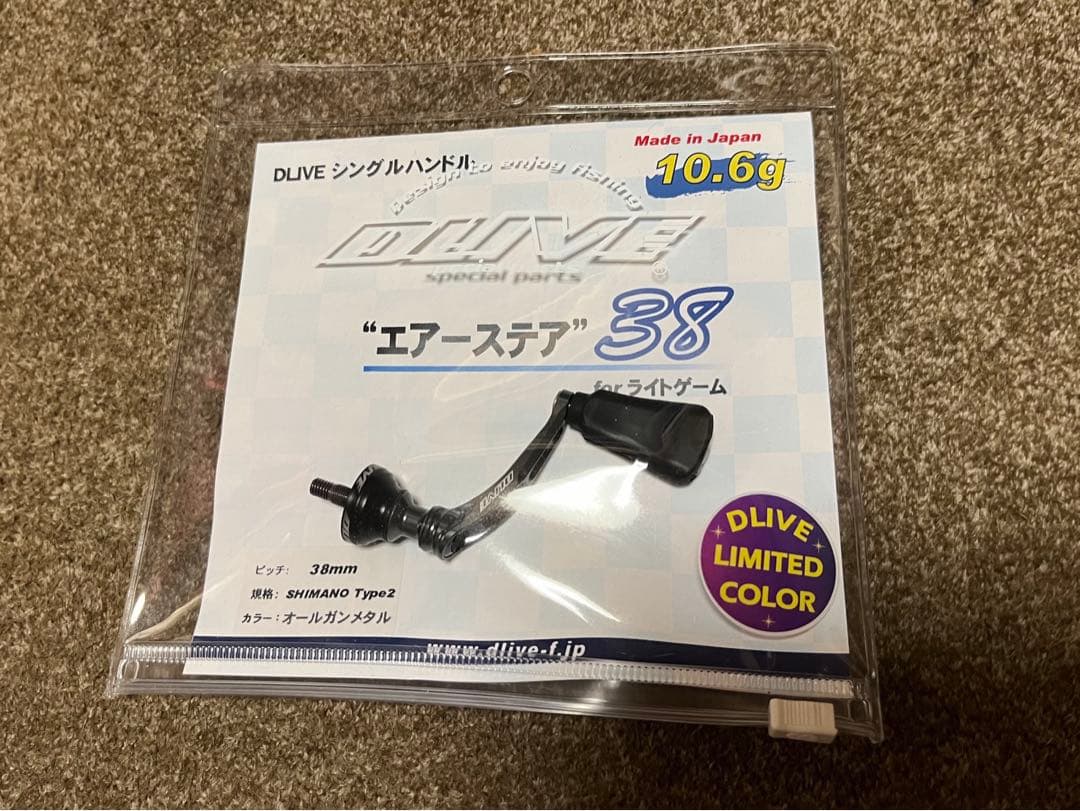 Made in Japan
10.6g
DLIVE シングルハンドル
Design to enjoy fishing
DLIVE
special parts
"エアーステア" 38
for ライトゲーム
DLIVE
DLIVE
LIMITED
COLOR
ピッチ: 38mm
規格: SHIMANO Type2
カラー: オールガンメタル
www.dlive-f.jp